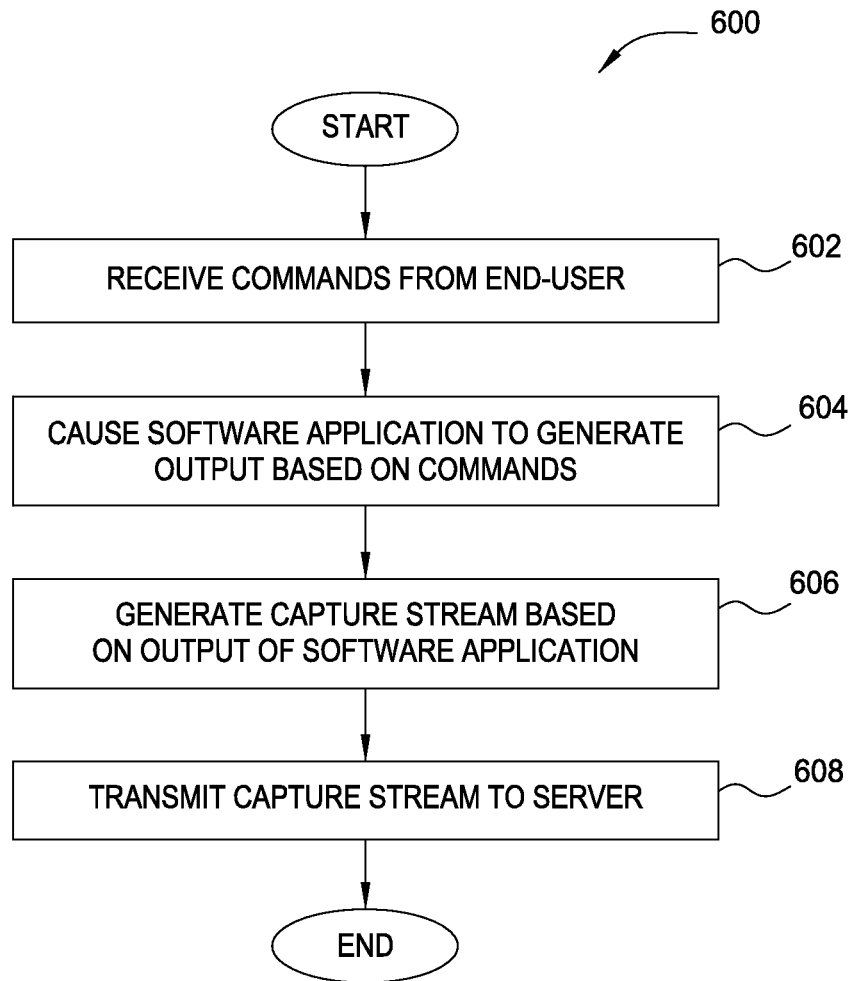 600
START
RECEIVE COMMANDS FROM END-USER
602
CAUSE SOFTWARE APPLICATION TO GENERATE
OUTPUT BASED ON COMMANDS
604
GENERATE CAPTURE STREAM BASED
ON OUTPUT OF SOFTWARE APPLICATION
606
TRANSMIT CAPTURE STREAM TO SERVER
608
END